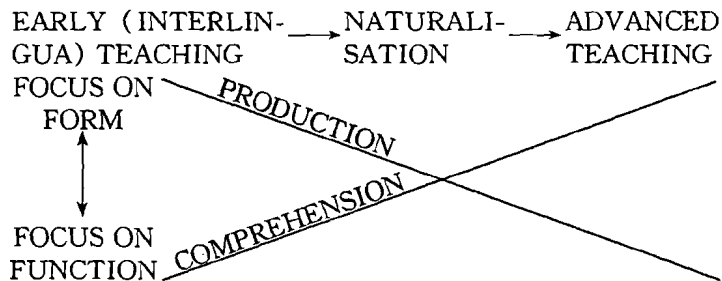 EARLY (INTERLIN- NATURALI- ADVANCED
GUA) TEACHING SATION TEACHING
FOCUS ON
FORM
PRODUCTION
COMPREHENSION
FOCUS ON
FUNCTION